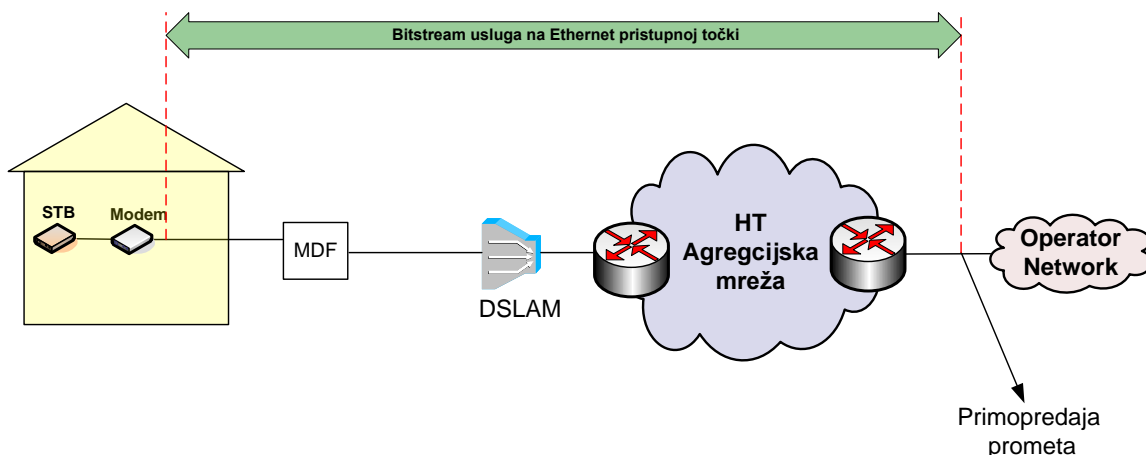 Bitstream usluga na Ethernet pristupnoj točki
STB
Modem
MDF
DSLAM
HT
Agregcijska
mreža
Operator
Network
Primopredaja
prometa